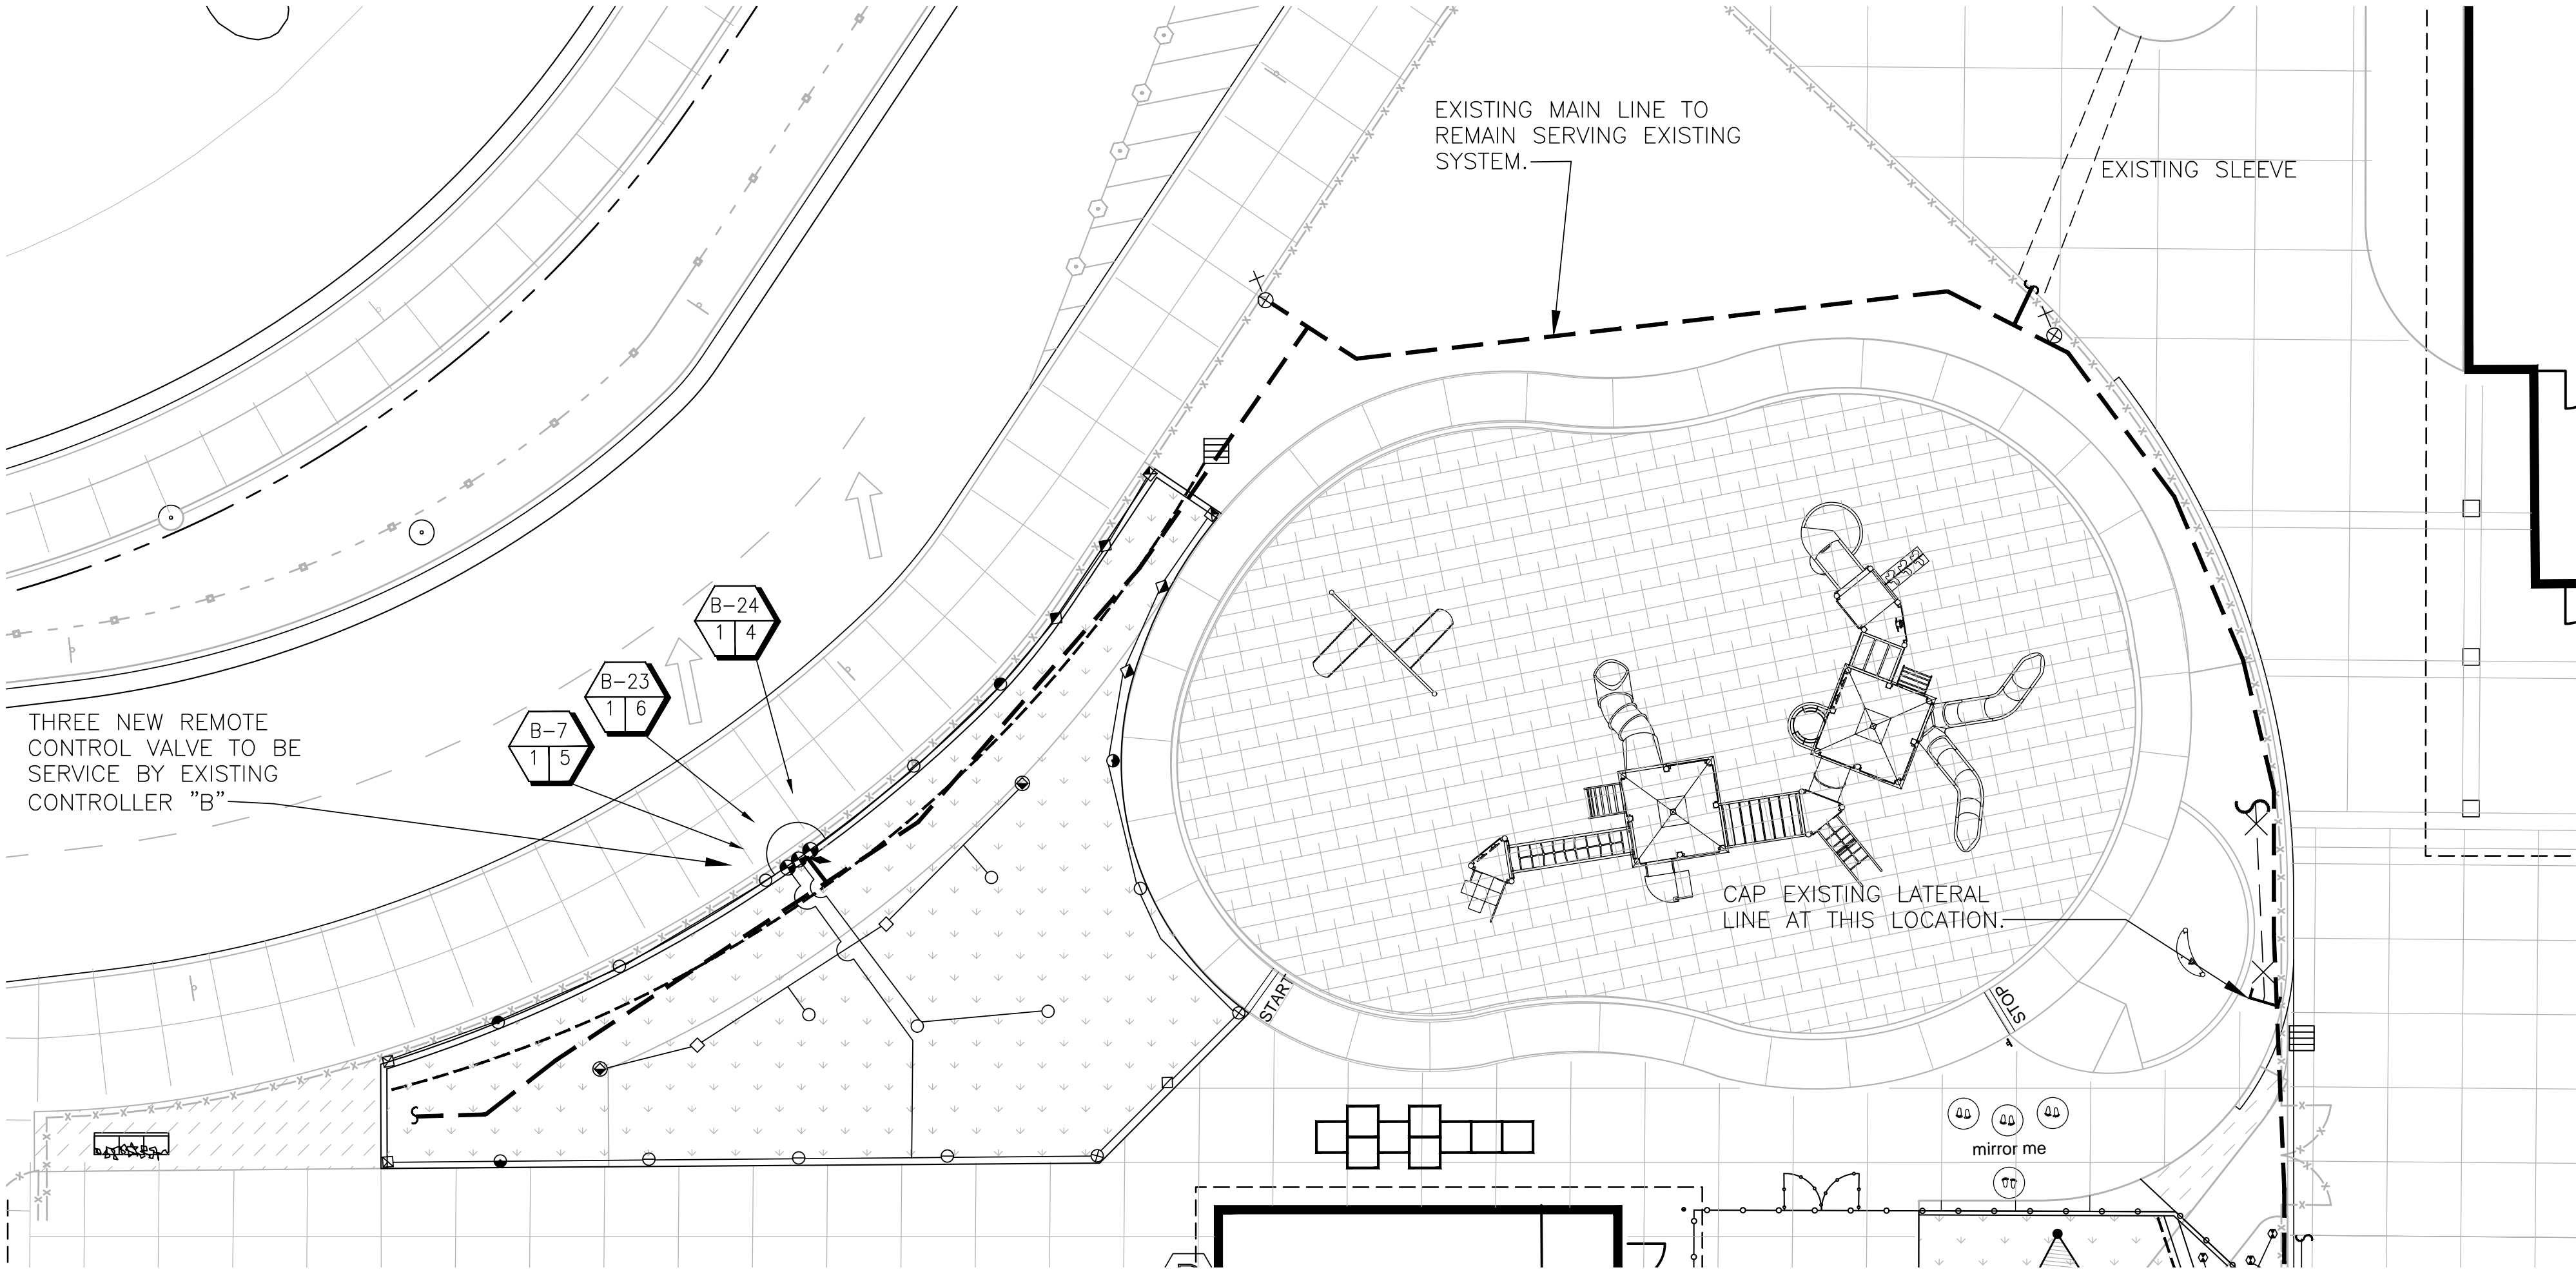 EXISTING MAIN LINE TO
REMAIN SERVING EXISTING
SYSTEM.
EXISTING SLEEVE
B-24
1 4
B-23
1 6
B-7
1 5
THREE NEW REMOTE
CONTROL VALVE TO BE
SERVICE BY EXISTING
CONTROLLER "B"
CAP EXISTING LATERAL
LINE AT THIS LOCATION.
START
STOP
mirror me